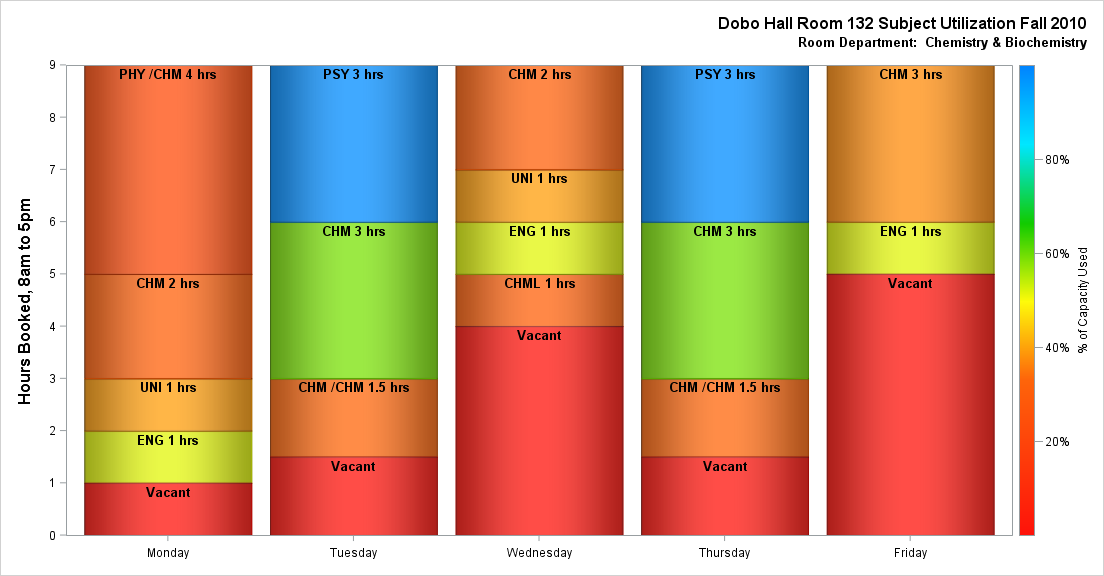 Dobo Hall Room 132 Subject Utilization Fall 2010
Room Department:  Chemistry & Biochemistry
Hours Booked, 8am to 5pm
9
8
7
6
5
4
3
2
1
0
PHY /CHM 4 hrs
CHM 2 hrs
UNI 1 hrs
ENG 1 hrs
Vacant
PSY 3 hrs
CHM 3 hrs
CHM /CHM 1.5 hrs
Vacant
CHM 2 hrs
UNI 1 hrs
ENG 1 hrs
CHML 1 hrs
Vacant
PSY 3 hrs
CHM 3 hrs
CHM /CHM 1.5 hrs
Vacant
CHM 3 hrs
ENG 1 hrs
Vacant
Monday
Tuesday
Wednesday
Thursday
Friday
80%
60%
40%
20%
% of Capacity Used